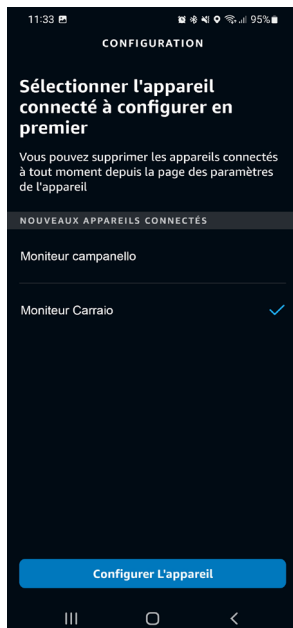 11:33 95%
CONFIGURATION
Sélectionner l'appareil
connecté à configurer en
premier
Vous pouvez supprimer les appareils connectés
à tout moment depuis la page des paramètres
de l'appareil
NOUVEAUX APPAREILS CONNECTÉS
Moniteur campanello
Moniteur Carraio
Configurer L'appareil